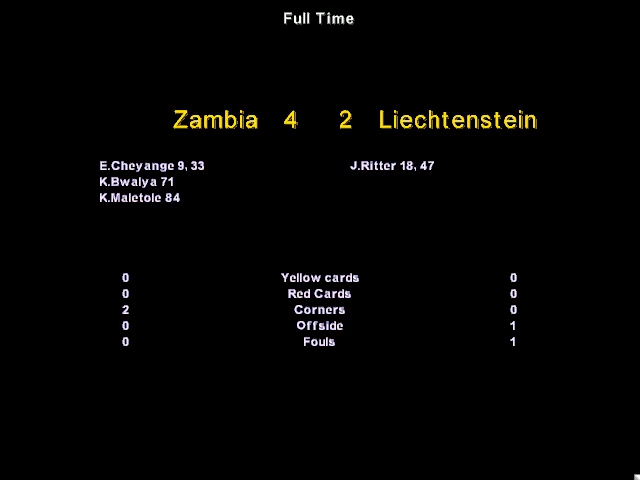 Full Time
Zambia 4 2 Liechtenstein
E.Cheyange 9, 33 J.Ritter 18, 47
K.Bwalya 71
K.Maletole 84
0 Yellow cards 0
0 Red Cards 0
2 Corners 0
0 Offside 1
0 Fouls 1